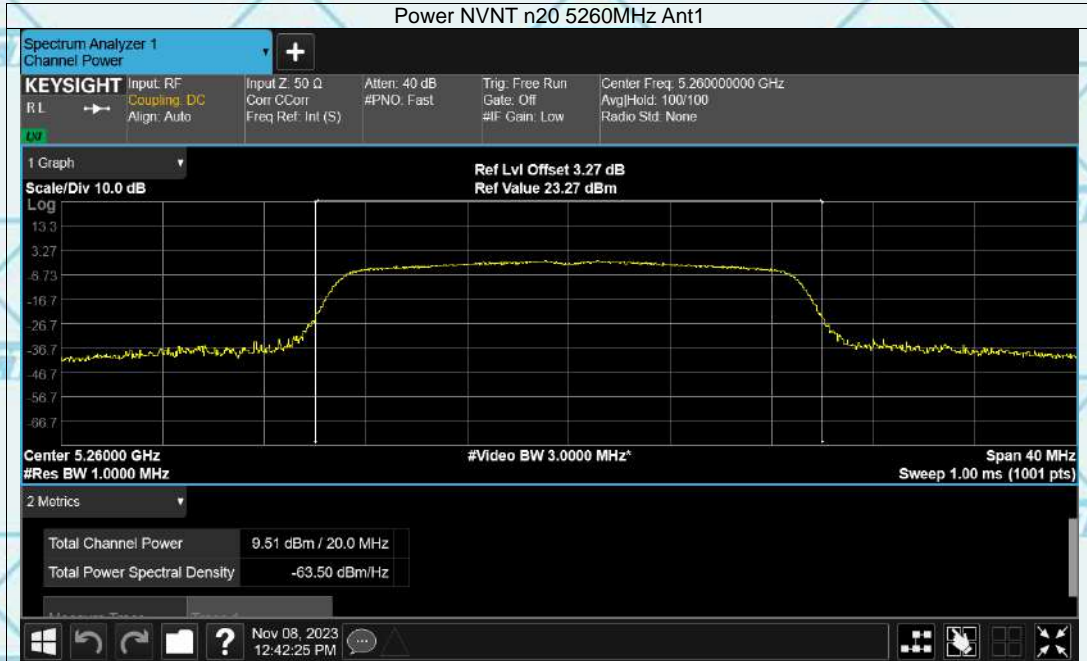 Power NVNT n20 5260MHz Ant1
Spectrum Analyzer 1
Channel Power
+
KEYSIGHT
R L
LXI
Input: RF
Coupling: DC
Align: Auto
Input Z: 50 Ω
Corr CCorr
Freq Ref: Int (S)
Atten: 40 dB
#PNO: Fast
Trig: Free Run
Gate: Off
#IF Gain: Low
Center Freq: 5.260000000 GHz
Avg|Hold: 100/100
Radio Std: None
1 Graph
Scale/Div 10.0 dB
Ref Lvl Offset 3.27 dB
Ref Value 23.27 dBm
Log
13.3
3.27
-6.73
-16.7
-26.7
-36.7
-46.7
-56.7
-66.7
Center 5.26000 GHz
#Res BW 1.0000 MHz
#Video BW 3.0000 MHz*
Span 40 MHz
Sweep 1.00 ms (1001 pts)
2 Metrics
Total Channel Power 9.51 dBm / 20.0 MHz
Total Power Spectral Density -63.50 dBm/Hz
?
Nov 08, 2023
12:42:25 PM